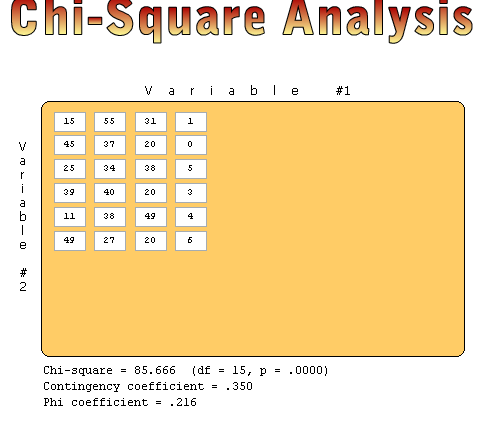 Chi-Square Analysis
V a r i a b l e #1
15 55 31 1
45 37 20 0
25 34 38 5
39 40 20 3
11 38 49 4
49 27 20 6
V a r i a b l e # 2
Chi-square = 85.666 (df = 15, p = .0000)
Contingency coefficient = .350
Phi coefficient = .216